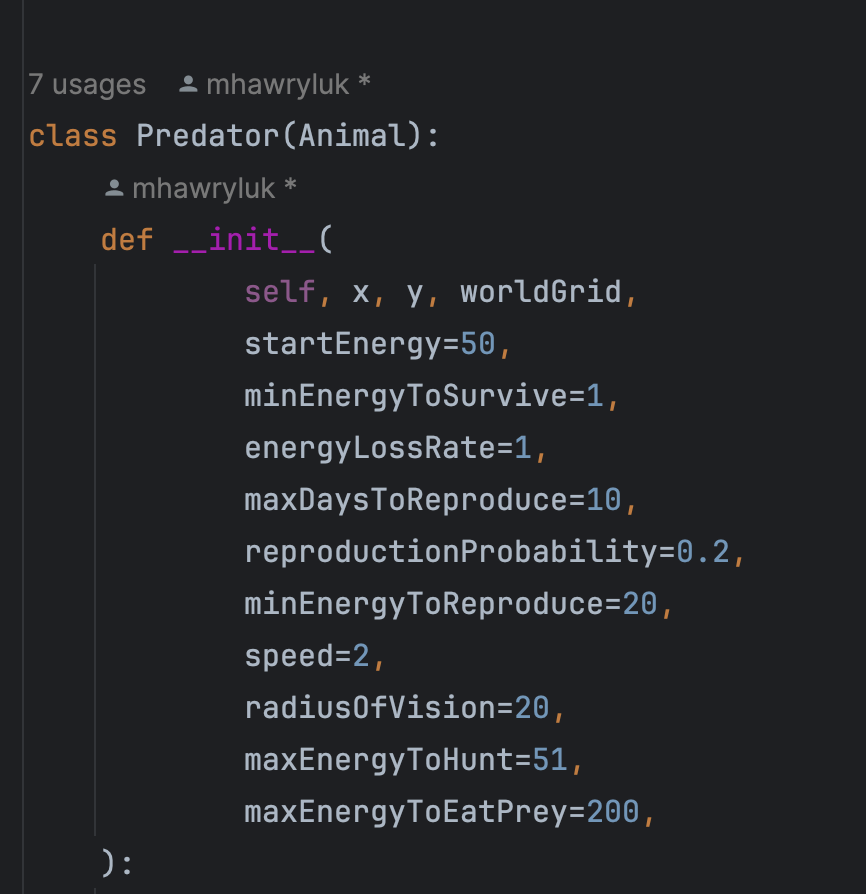 7 usages mhawryluk *
class Predator(Animal):
mhawryluk *
def __init__(
self, x, y, worldGrid,
startEnergy=50,
minEnergyToSurvive=1,
energyLossRate=1,
maxDaysToReproduce=10,
reproductionProbability=0.2,
minEnergyToReproduce=20,
speed=2,
radiusOfVision=20,
maxEnergyToHunt=51,
maxEnergyToEatPrey=200,
):